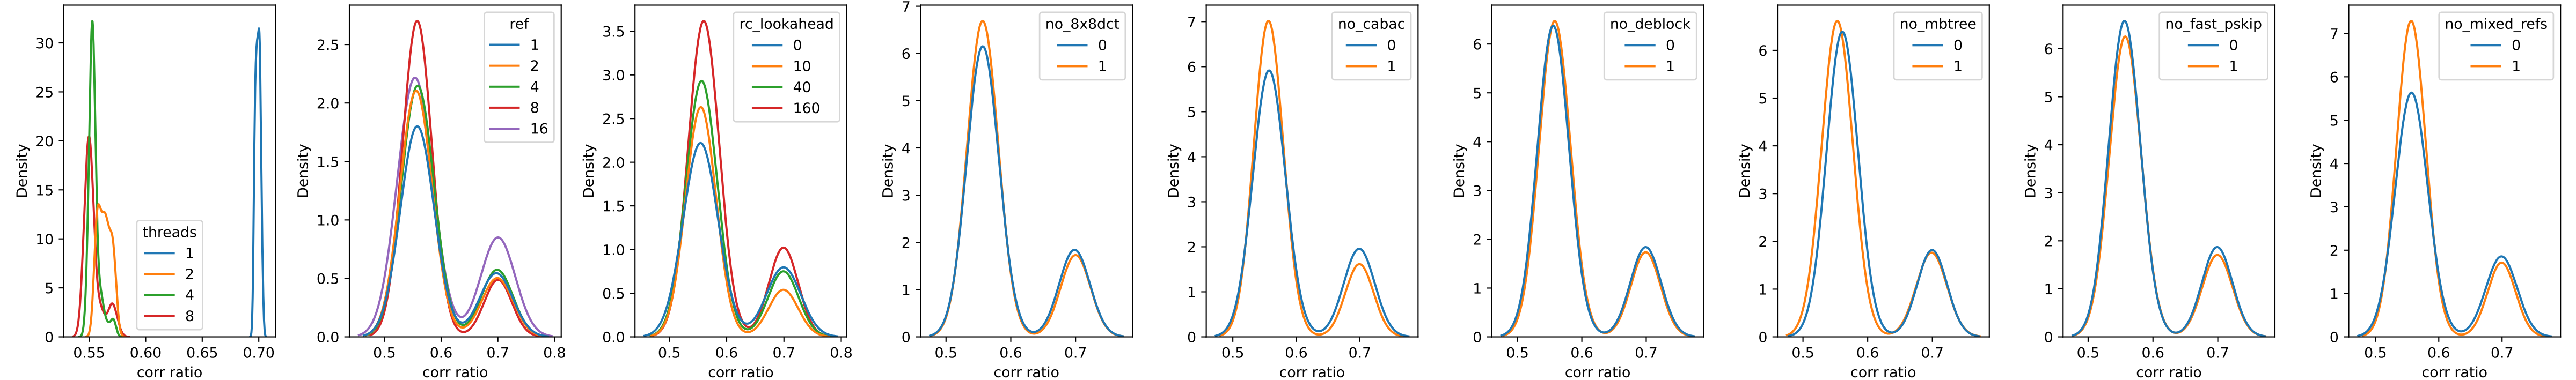 Density
30
25
20
15
10
5
0
threads
1
2
4
8
0.55 0.60 0.65 0.70
corr ratio
Density
2.5
2.0
1.5
1.0
0.5
0.0
ref
1
2
4
8
16
0.5 0.6 0.7 0.8
corr ratio
Density
3.5
3.0
2.5
2.0
1.5
1.0
0.5
0.0
rc_lookahead
0
10
40
160
0.5 0.6 0.7 0.8
corr ratio
Density
7
6
5
4
3
2
1
0
no_8x8dct
0
1
0.5 0.6 0.7
corr ratio
Density
7
6
5
4
3
2
1
0
no_cabac
0
1
0.5 0.6 0.7
corr ratio
Density
6
5
4
3
2
1
0
no_deblock
0
1
0.5 0.6 0.7
corr ratio
Density
6
5
4
3
2
1
0
no_mbtree
0
1
0.5 0.6 0.7
corr ratio
Density
6
5
4
3
2
1
0
no_fast_pskip
0
1
0.5 0.6 0.7
corr ratio
Density
7
6
5
4
3
2
1
0
no_mixed_refs
0
1
0.5 0.6 0.7
corr ratio